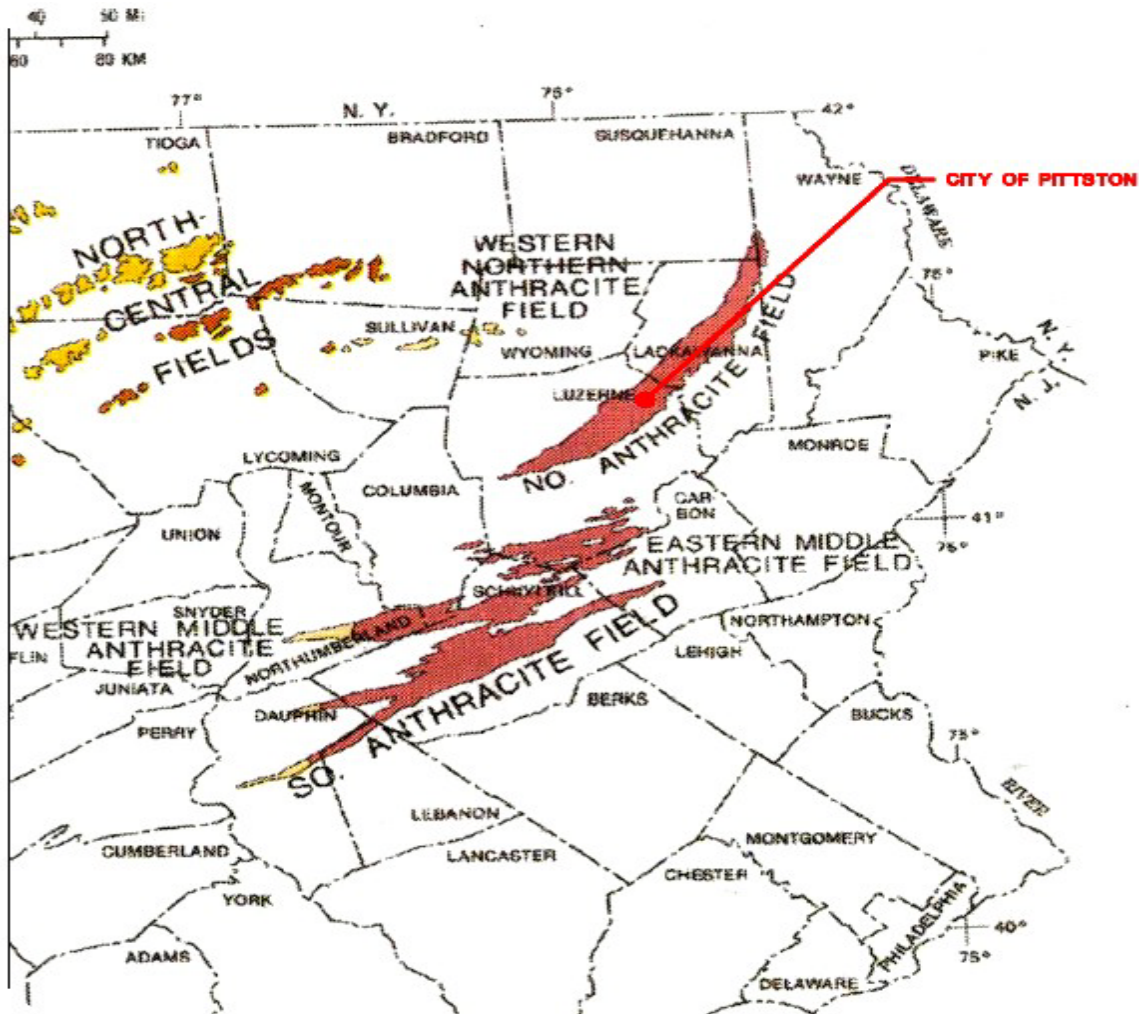 40 50 Mi
60 80 KM
77°
N. Y.
76°
42°
TIOGA
BRADFORD
SUSQUEHANNA
WAYNE
CITY OF PITTSTON
DELAWARE
NORTH-
CENTRAL
FIELDS
WESTERN
NORTHERN
ANTHRACITE
FIELD
75°
SULLIVAN
WYOMING
LACKAWANNA
PIKE
N. Y.
N. J.
LUZERNE
NO. ANTHRACITE FIELD
MONROE
LYCOMING
COLUMBIA
MONTOUR
CAR-
BON
41°
75°
UNION
EASTERN MIDDLE
ANTHRACITE FIELD
SCHUYLKILL
SNYDER
WESTERN MIDDLE
ANTHRACITE
FIELD
FLIN
NORTHUMBERLAND
NORTHAMPTON
LEHIGH
JUNIATA
DAUPHIN
BERKS
BUCKS
PERRY
SO. ANTHRACITE FIELD
75°
RIVER
LEBANON
CUMBERLAND
LANCASTER
MONTGOMERY
CHESTER
YORK
PHILADELPHIA
40°
75°
ADAMS
DELAWARE